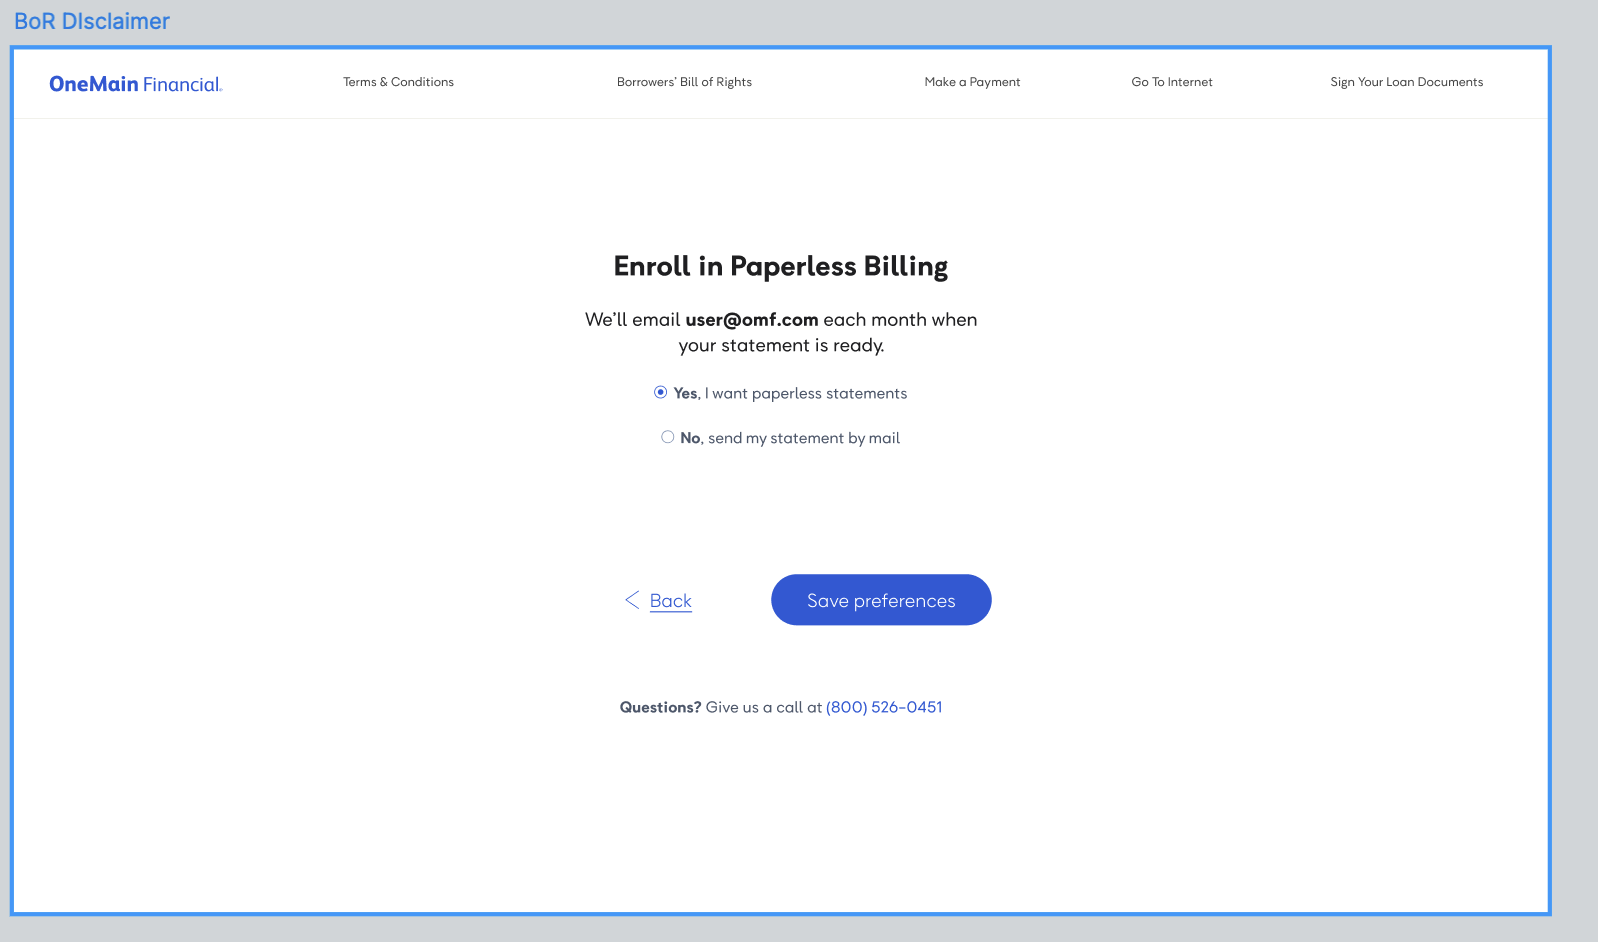 BoR DIsclaimer
OneMain Financial.
Terms & Conditions
Borrowers' Bill of Rights
Make a Payment
Go To Internet
Sign Your Loan Documents
Enroll in Paperless Billing
We'll email user@omf.com each month when
your statement is ready.
Yes, I want paperless statements
No, send my statement by mail
Back
Save preferences
Questions? Give us a call at (800) 526-0451